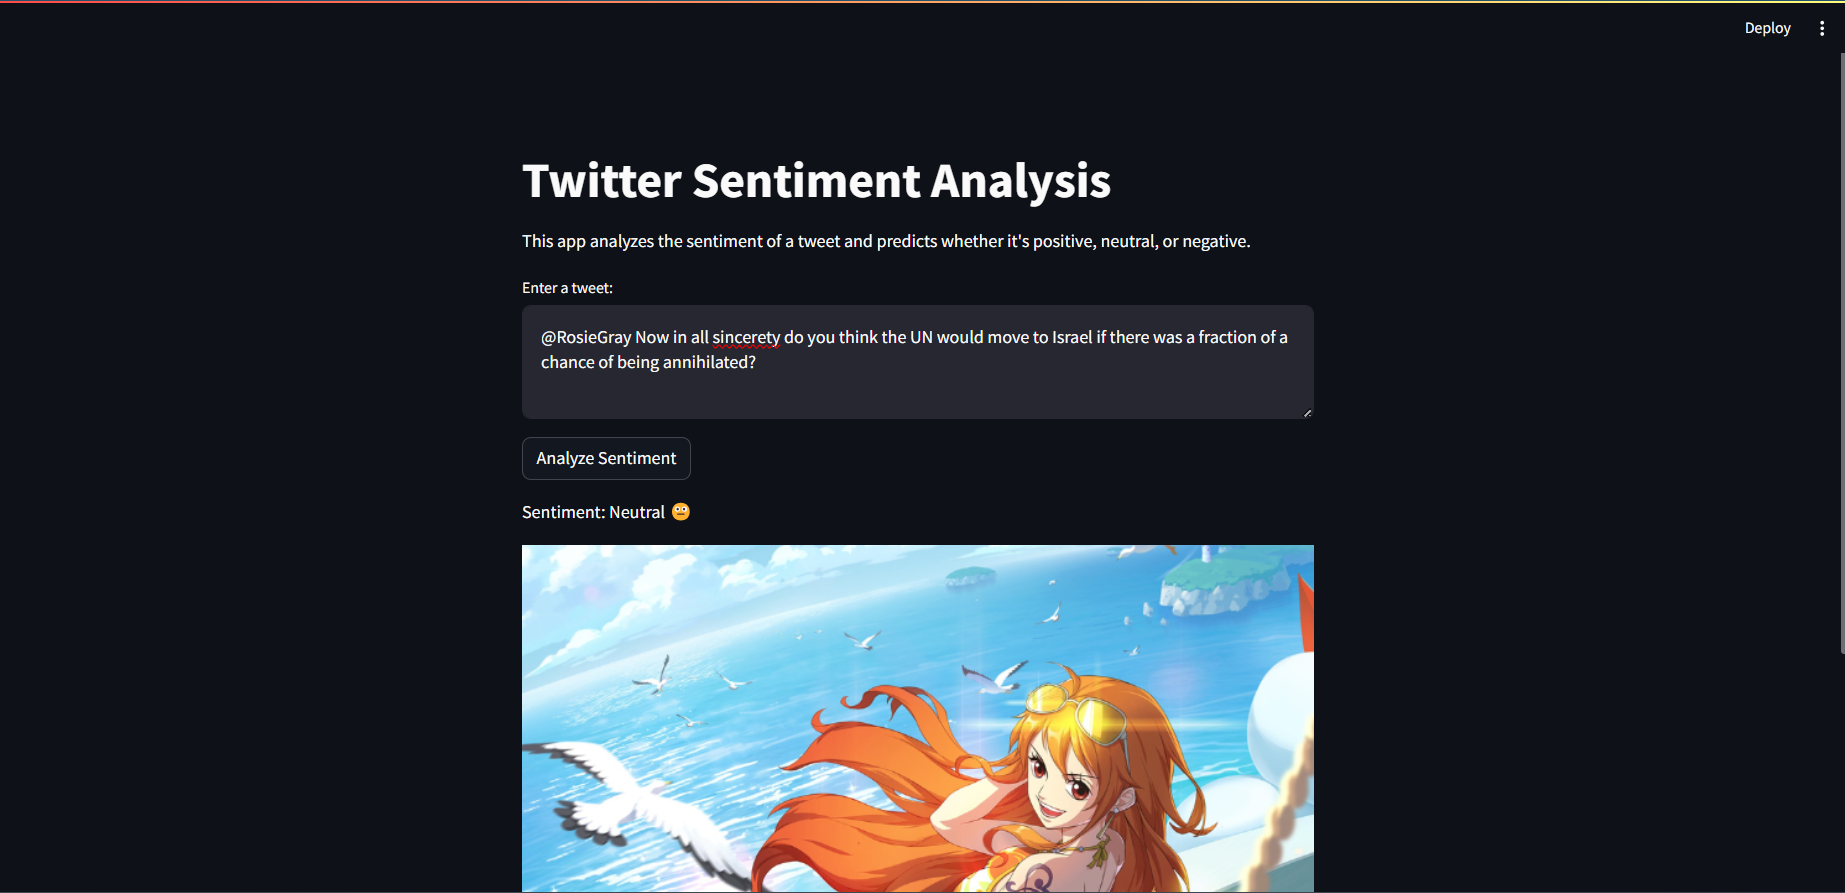 Deploy
Twitter Sentiment Analysis
This app analyzes the sentiment of a tweet and predicts whether it's positive, neutral, or negative.
Enter a tweet:
@RosieGray Now in all sincerety do you think the UN would move to Israel if there was a fraction of a
chance of being annihilated?
Analyze Sentiment
Sentiment: Neutral 😐